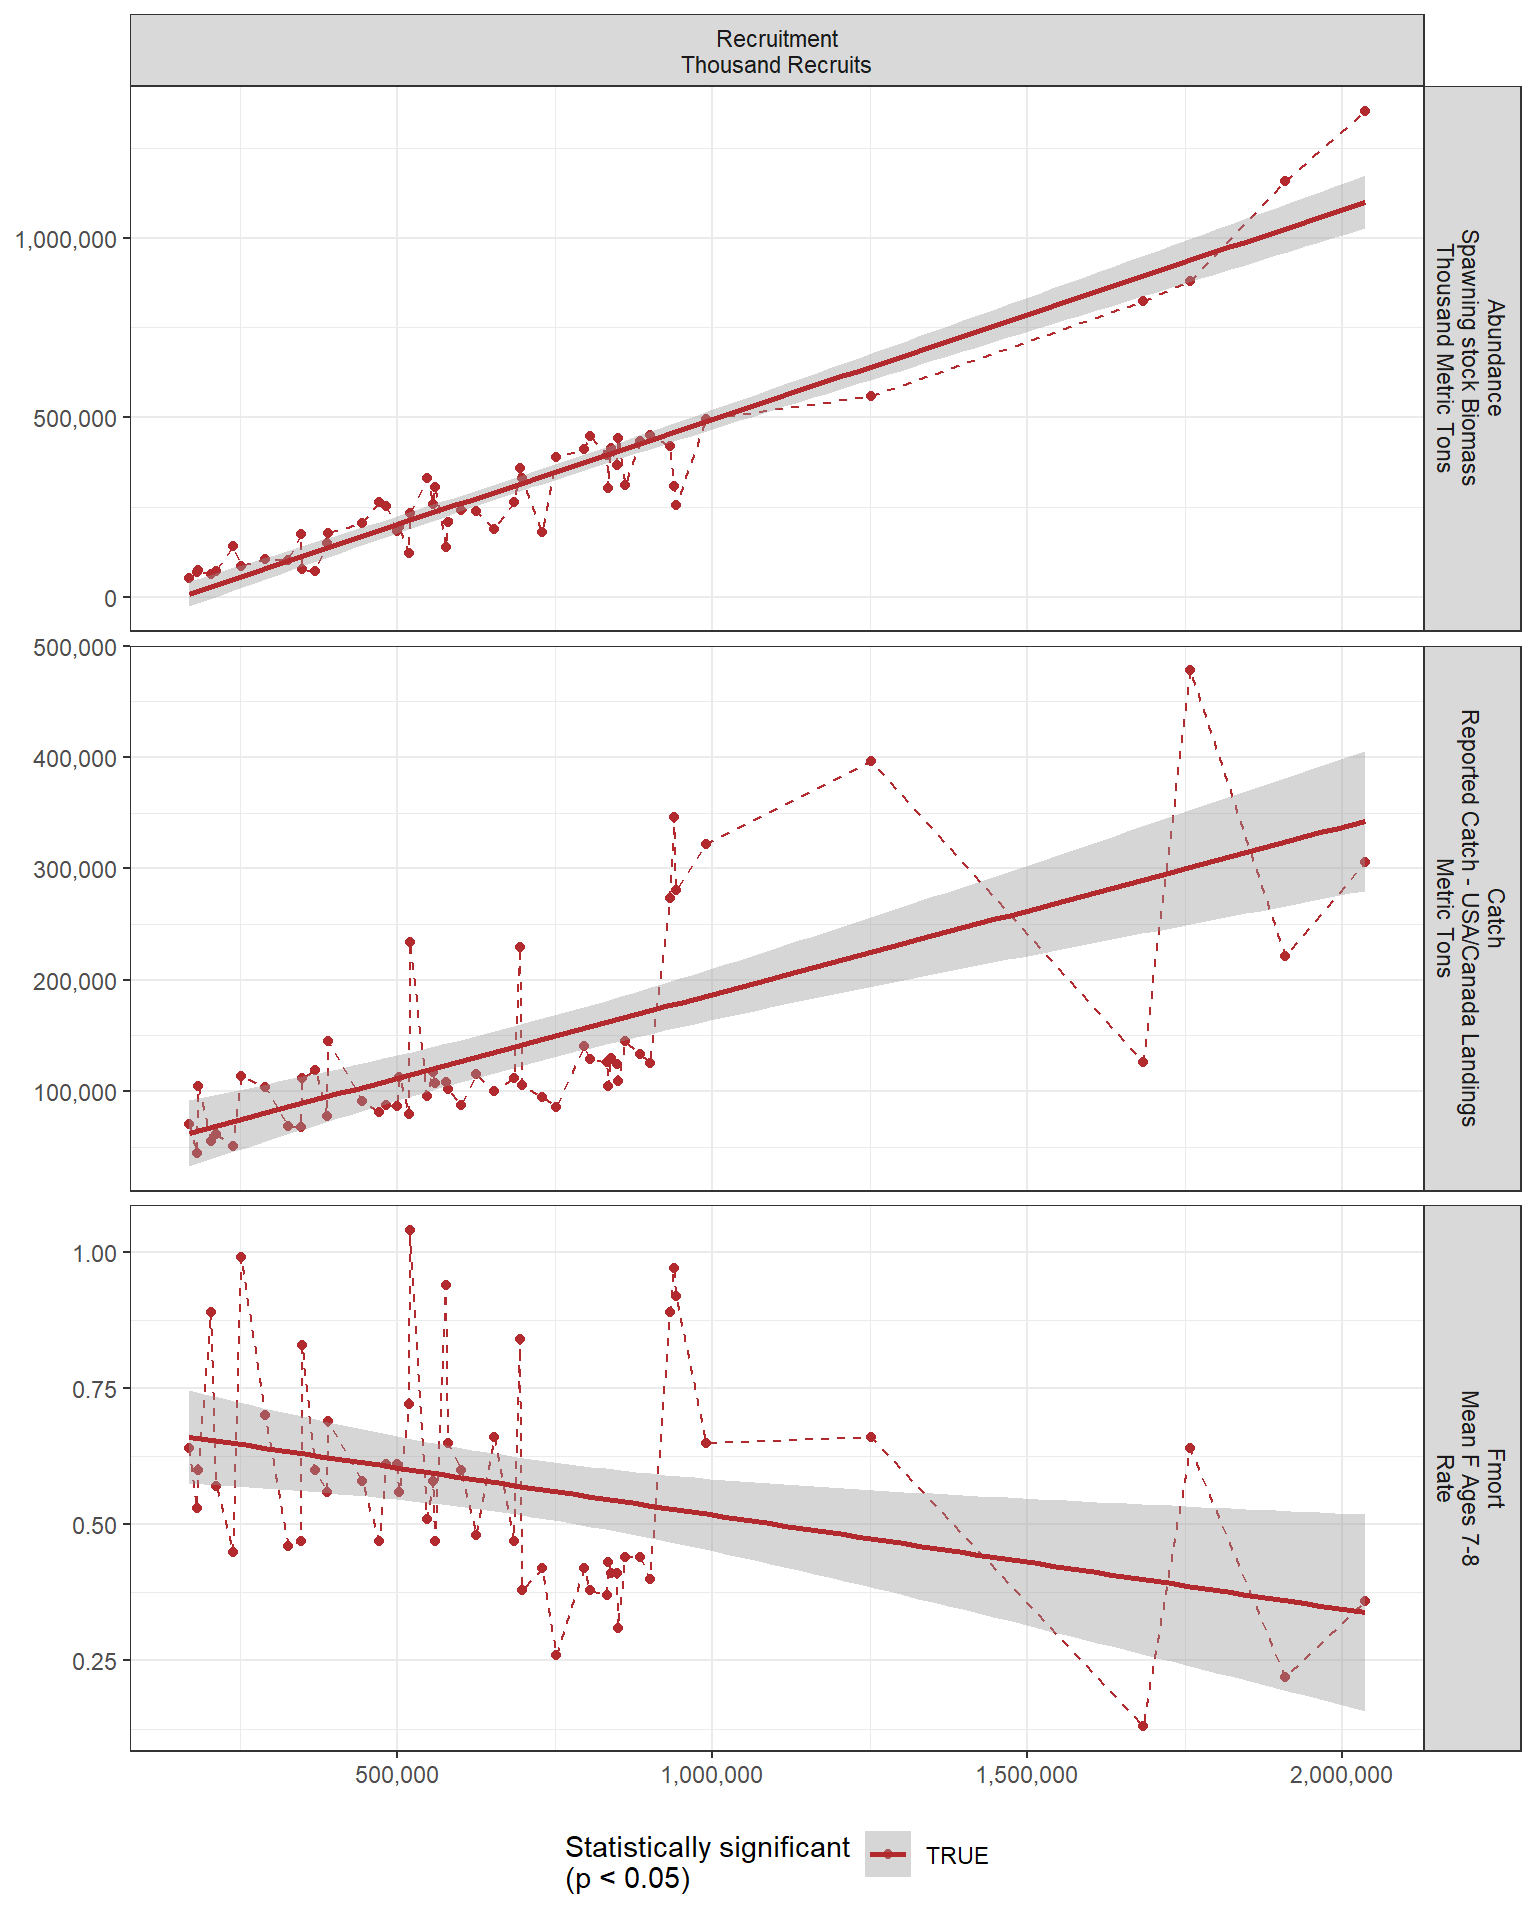 Recruitment
Thousand Recruits
1,000,000
500,000
0
Abundance
Spawning stock Biomass
Thousand Metric Tons
500,000
400,000
300,000
200,000
100,000
Catch
Reported Catch - USA/Canada Landings
Metric Tons
1.00
0.75
0.50
0.25
Fmort
Mean F Ages 7-8
Rate
500,000
1,000,000
1,500,000
2,000,000
Statistically significant
(p < 0.05)
TRUE